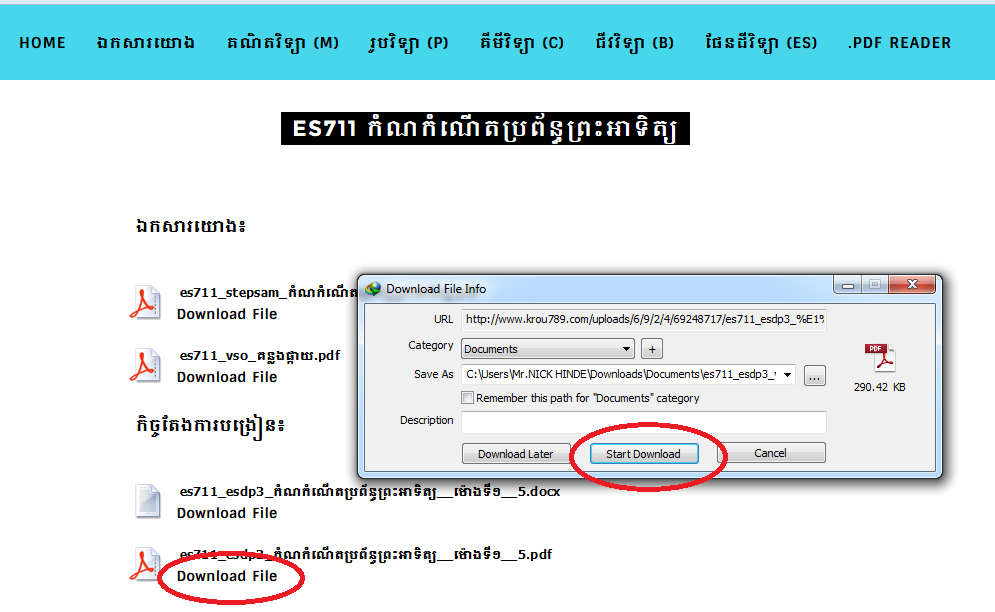 HOME ឯកសារយោង គណិតវិទ្យា (M) រូបវិទ្យា (P) គីមីវិទ្យា (C) ជីវវិទ្យា (B) ផែនដីវិទ្យា (ES) .PDF READER
ES711 កំណកំណើតប្រព័ន្ធព្រះអាទិត្យ
ឯកសារយោង៖
es711_stepsam_កំណកំណើត
Download File
es711_vso_គន្លងផ្កាយ.pdf
Download File
កិច្ចតែងការបង្រៀន៖
es711_esdp3_កំណកំណើតប្រព័ន្ធព្រះអាទិត្យ__ម៉ោងទី១__5.docx
Download File
es711_esdp3_កំណកំណើតប្រព័ន្ធព្រះអាទិត្យ__ម៉ោងទី១__5.pdf
Download File
Download File Info
URL http://www.krou789.com/uploads/6/9/2/4/69248717/es711_esdp3_%E1%
Category Documents +
Save As C:\Users\Mr.NICK HINDE\Downloads\Documents\es711_esdp3_ ...
Remember this path for "Documents" category
Description
PDF
290.42 KB
Download Later Start Download Cancel